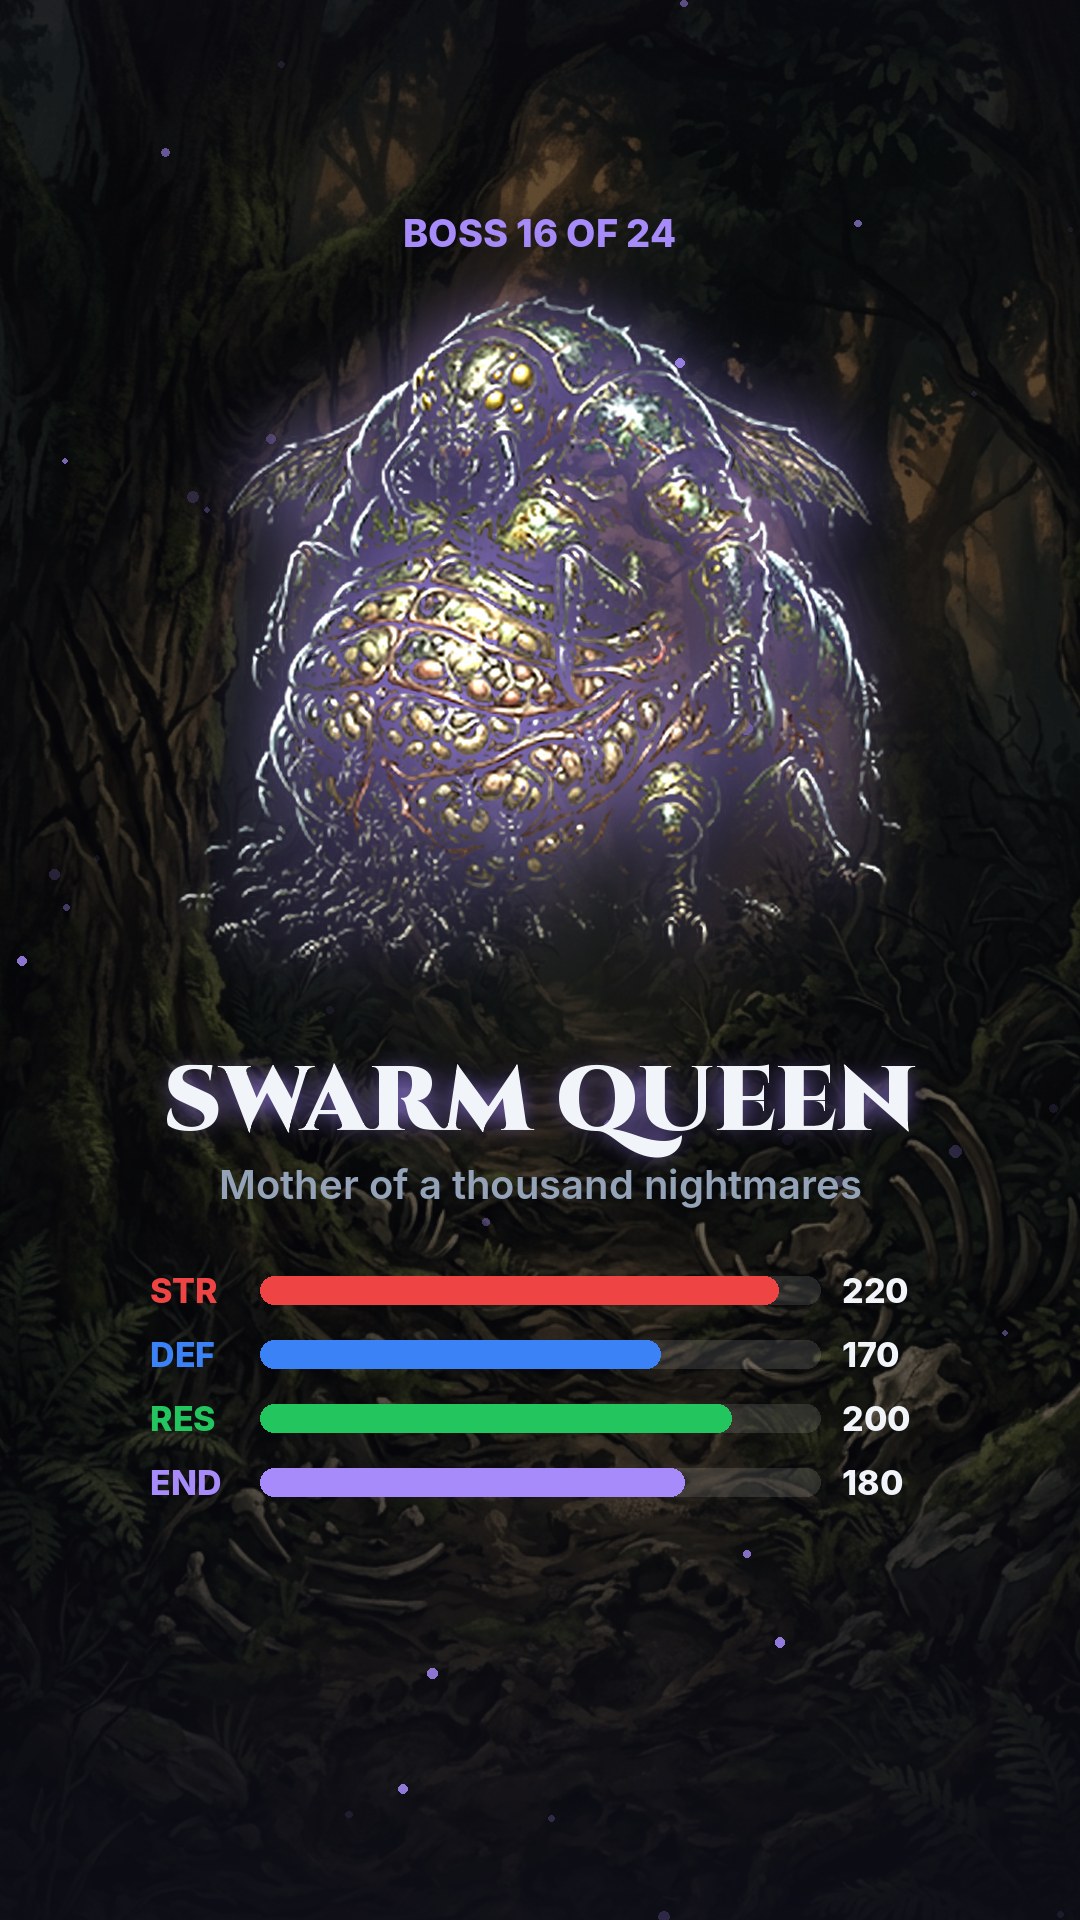 BOSS 16 OF 24
SWARM QUEEN
Mother of a thousand nightmares
STR 220
DEF 170
RES 200
END 180